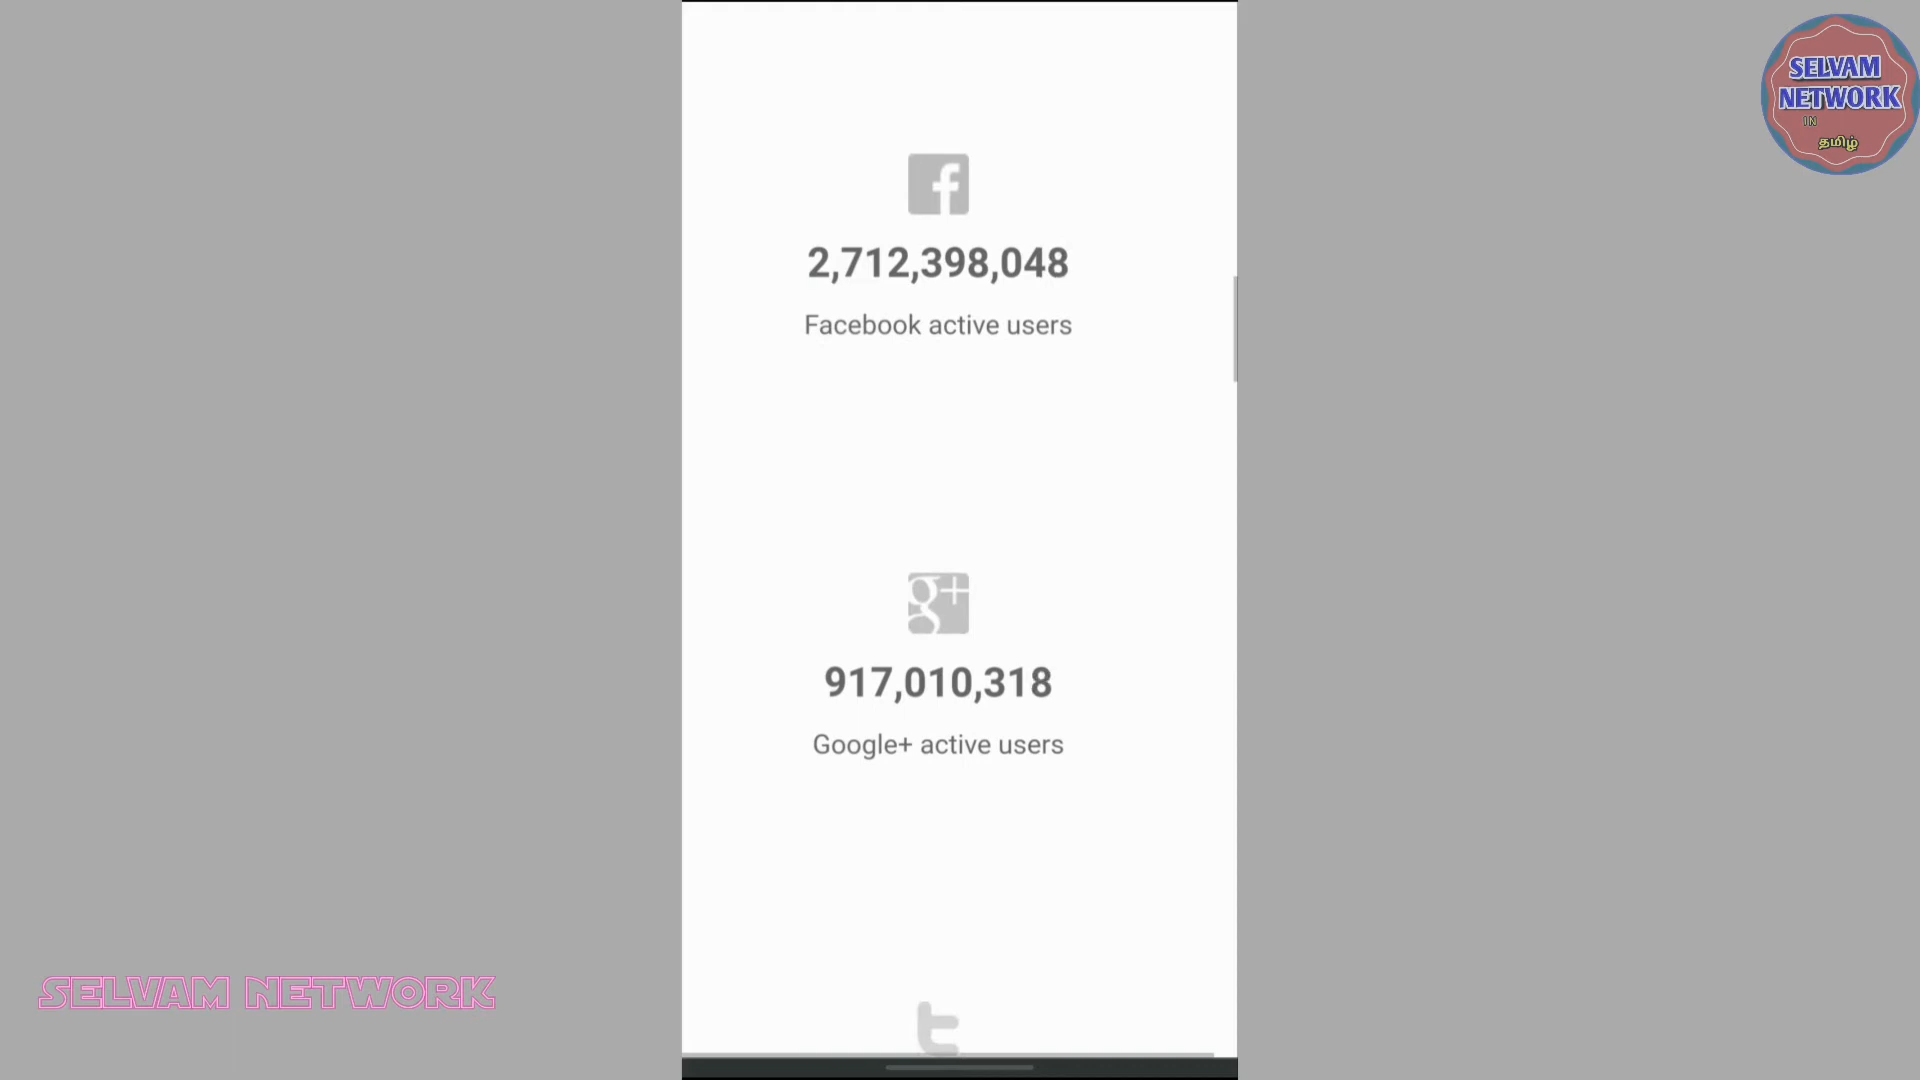 2,712,398,048
Facebook active users
917,010,318
Google+ active users
SELVAM
NETWORK
IN
தமிழ்
SELVAM NETWORK